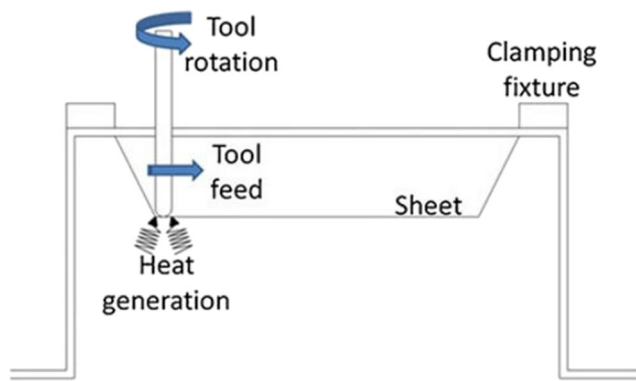 Tool
rotation
Clamping
fixture
Tool
feed
Sheet
Heat
generation